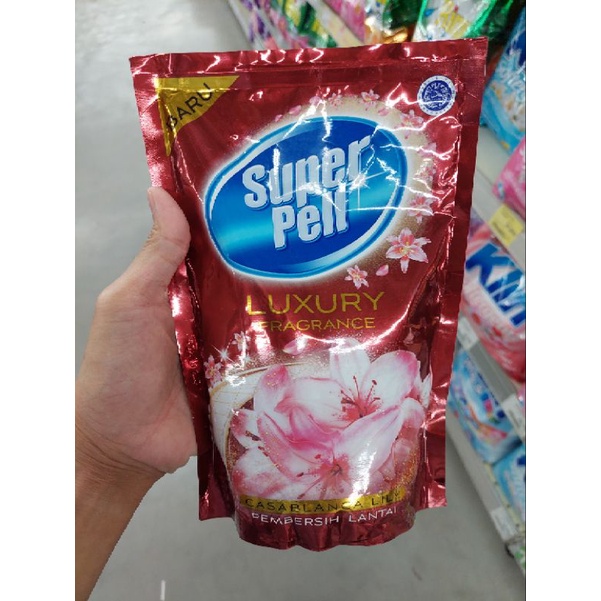 BARU
Super
Pell
LUXURY
FRAGRANCE
CASABLANCA LILY
PEMBERSIH LANTAI